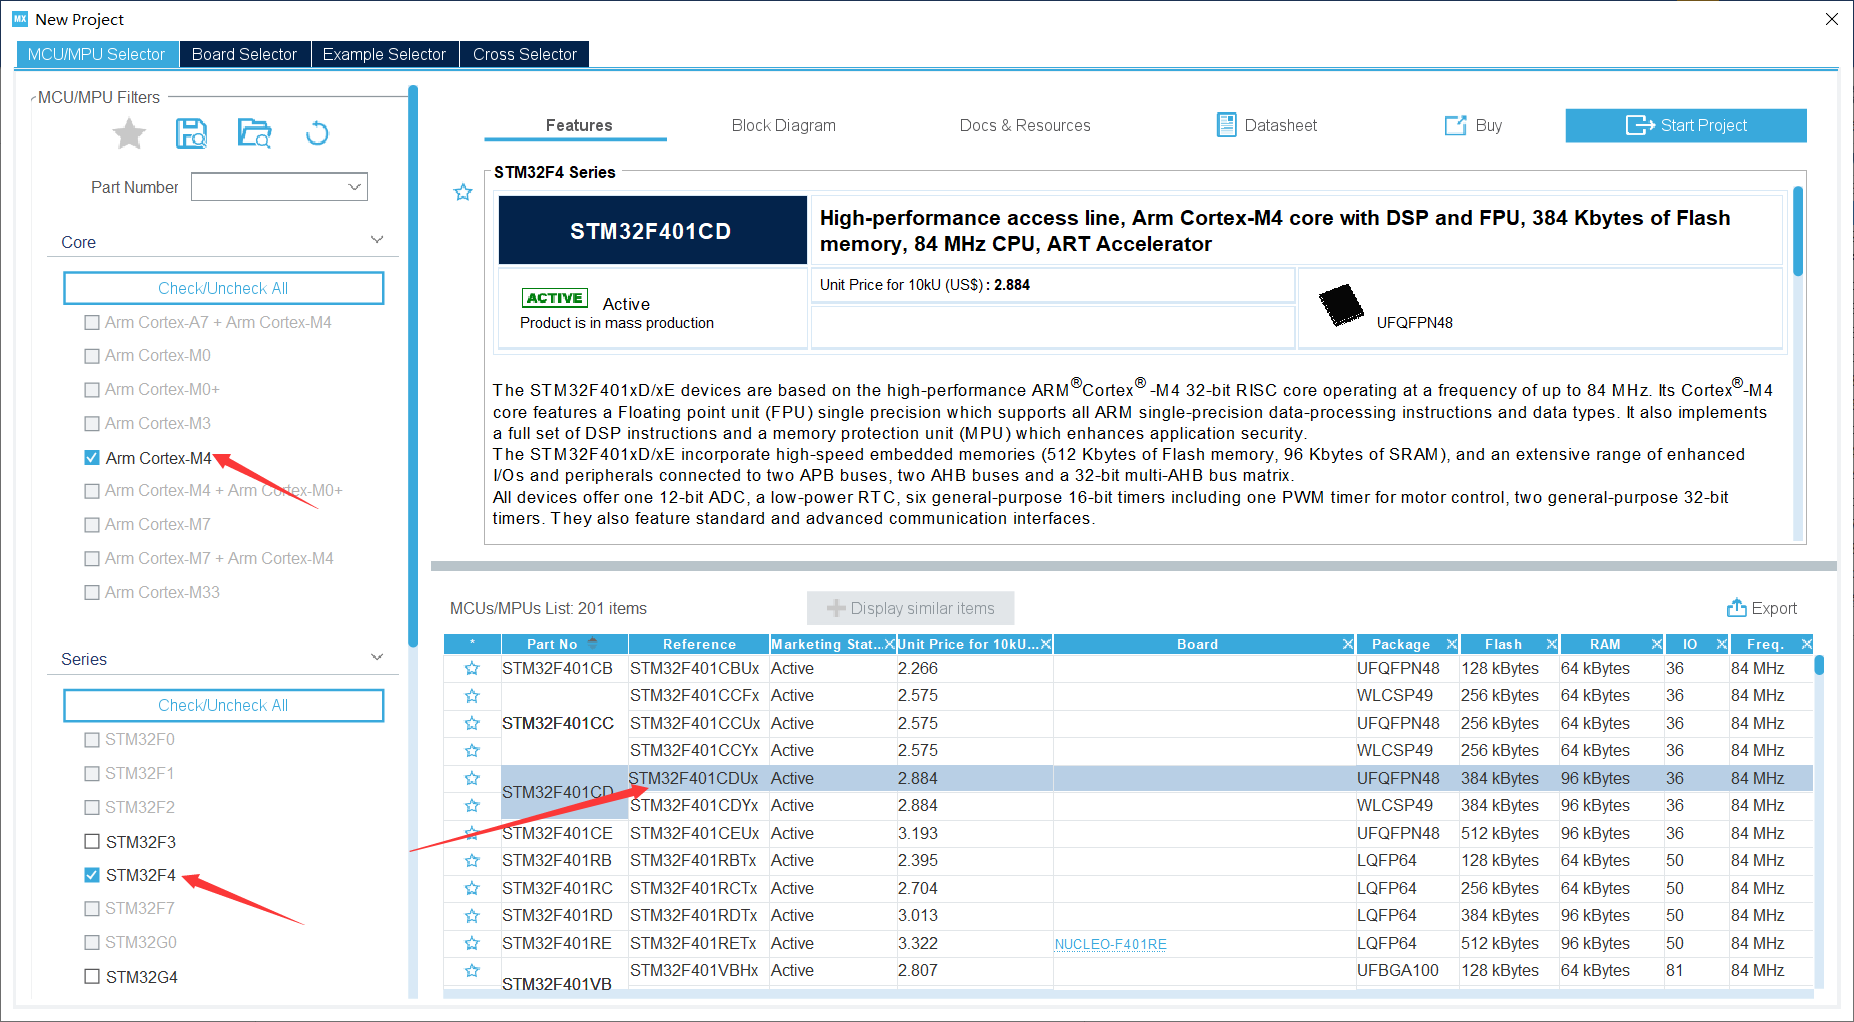 MX New Project
MCU/MPU Selector Board Selector Example Selector Cross Selector
MCU/MPU Filters
Part Number
Core
Check/Uncheck All
Arm Cortex-A7 + Arm Cortex-M4
Arm Cortex-M0
Arm Cortex-M0+
Arm Cortex-M3
Arm Cortex-M4
Arm Cortex-M4 + Arm Cortex-M0+
Arm Cortex-M7
Arm Cortex-M7 + Arm Cortex-M4
Arm Cortex-M33
Series
Check/Uncheck All
STM32F0
STM32F1
STM32F2
STM32F3
STM32F4
STM32F7
STM32G0
STM32G4
Features Block Diagram Docs & Resources Datasheet Buy Start Project
STM32F4 Series
STM32F401CD
High-performance access line, Arm Cortex-M4 core with DSP and FPU, 384 Kbytes of Flash
memory, 84 MHz CPU, ART Accelerator
ACTIVE Active
Product is in mass production
Unit Price for 10kU (US$) : 2.884
UFQFPN48
The STM32F401xD/xE devices are based on the high-performance ARM®Cortex® -M4 32-bit RISC core operating at a frequency of up to 84 MHz. Its Cortex®-M4
core features a Floating point unit (FPU) single precision which supports all ARM single-precision data-processing instructions and data types. It also implements
a full set of DSP instructions and a memory protection unit (MPU) which enhances application security.
The STM32F401xD/xE incorporate high-speed embedded memories (512 Kbytes of Flash memory, 96 Kbytes of SRAM), and an extensive range of enhanced
I/Os and peripherals connected to two APB buses, two AHB buses and a 32-bit multi-AHB bus matrix.
All devices offer one 12-bit ADC, a low-power RTC, six general-purpose 16-bit timers including one PWM timer for motor control, two general-purpose 32-bit
timers. They also feature standard and advanced communication interfaces.
MCUs/MPUs List: 201 items Display similar items Export
* Part No Reference Marketing Stat... Unit Price for 10kU... Board Package Flash RAM IO Freq.
STM32F401CB STM32F401CBUx Active 2.266 UFQFPN48 128 kBytes 64 kBytes 36 84 MHz
STM32F401CCFx Active 2.575 WLCSP49 256 kBytes 64 kBytes 36 84 MHz
STM32F401CC STM32F401CCUx Active 2.575 UFQFPN48 256 kBytes 64 kBytes 36 84 MHz
STM32F401CCYx Active 2.575 WLCSP49 256 kBytes 64 kBytes 36 84 MHz
STM32F401CDUx Active 2.884 UFQFPN48 384 kBytes 96 kBytes 36 84 MHz
STM32F401CD
STM32F401CDYx Active 2.884 WLCSP49 384 kBytes 96 kBytes 36 84 MHz
STM32F401CE STM32F401CEUx Active 3.193 UFQFPN48 512 kBytes 96 kBytes 36 84 MHz
STM32F401RB STM32F401RBTx Active 2.395 LQFP64 128 kBytes 64 kBytes 50 84 MHz
STM32F401RC STM32F401RCTx Active 2.704 LQFP64 256 kBytes 64 kBytes 50 84 MHz
STM32F401RD STM32F401RDTx Active 3.013 LQFP64 384 kBytes 96 kBytes 50 84 MHz
STM32F401RE STM32F401RETx Active 3.322 NUCLEO-F401RE LQFP64 512 kBytes 96 kBytes 50 84 MHz
STM32F401VBHx Active 2.807 UFBGA100 128 kBytes 64 kBytes 81 84 MHz
STM32F401VB